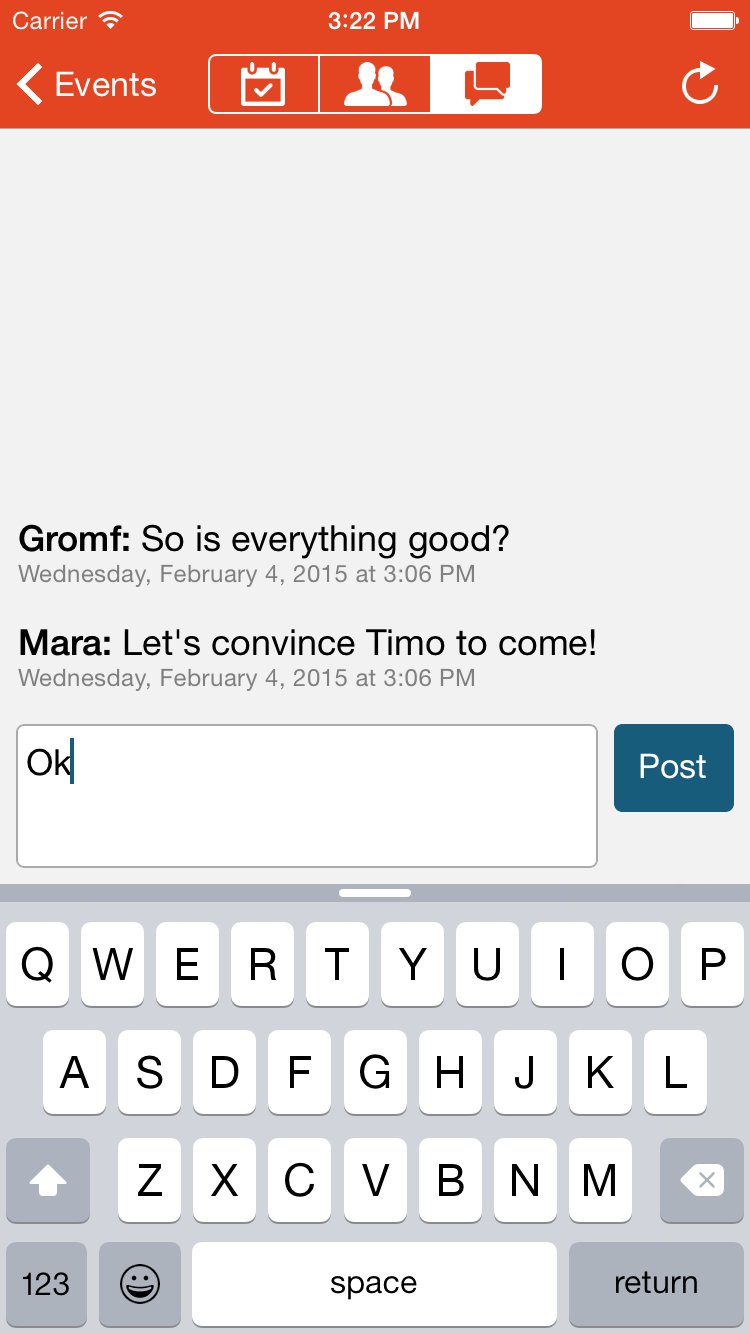 Carrier 3:22 PM
Events
Gromf: So is everything good?
Wednesday, February 4, 2015 at 3:06 PM
Mara: Let's convince Timo to come!
Wednesday, February 4, 2015 at 3:06 PM
Ok
Post
Q W E R T Y U I O P
A S D F G H J K L
Z X C V B N M
123 space return